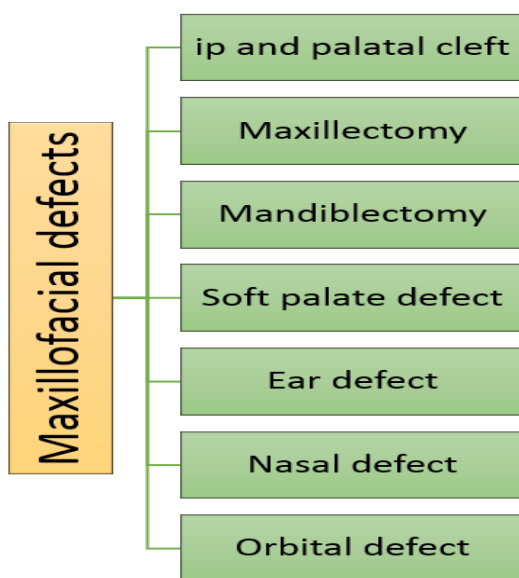 Maxillofacial defects
ip and palatal cleft
Maxillectomy
Mandiblectomy
Soft palate defect
Ear defect
Nasal defect
Orbital defect